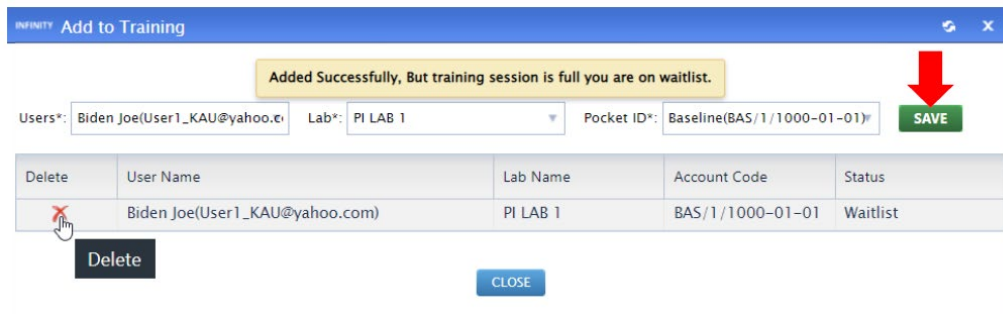 INFINITY Add to Training
Added Successfully, But training session is full you are on waitlist.
Users*: Biden Joe(User1_KAU@yahoo.c Lab*: PI LAB 1 Pocket ID*: Baseline(BAS/1/1000-01-01) SAVE
Delete User Name Lab Name Account Code Status
Biden Joe(User1_KAU@yahoo.com) PI LAB 1 BAS/1/1000-01-01 Waitlist
Delete
CLOSE